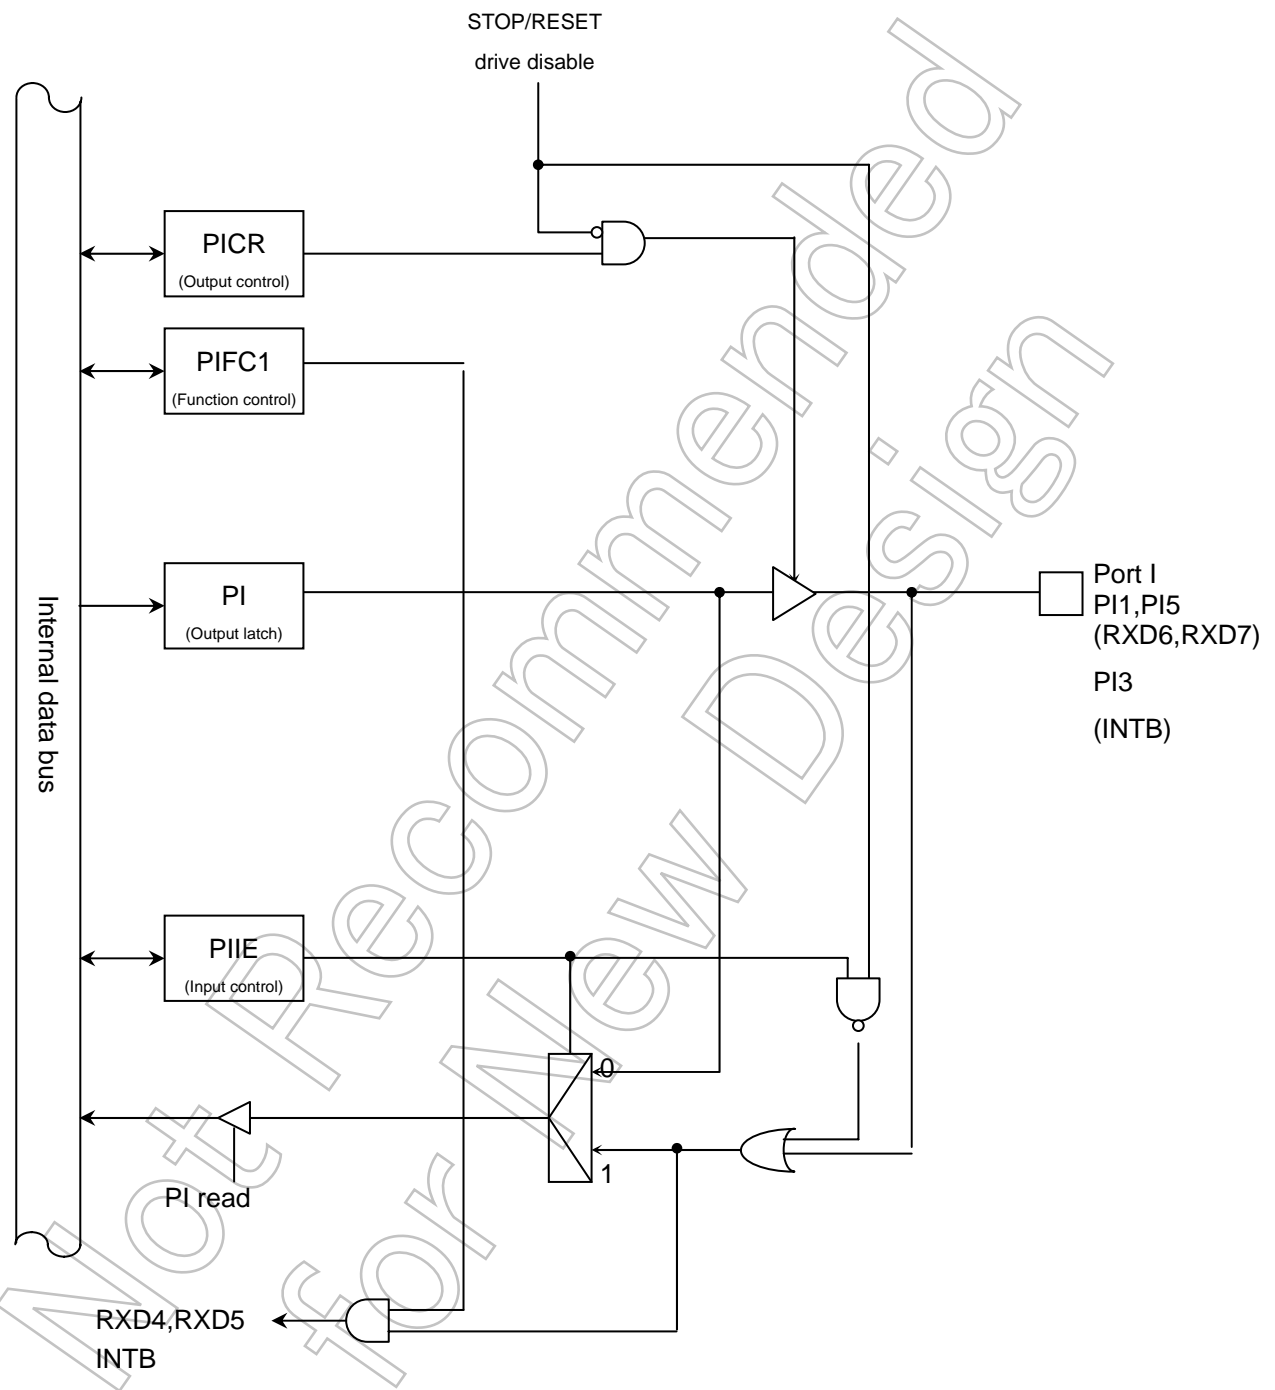 STOP/RESET
drive disable
PICR
(Output control)
PIFC1
(Function control)
Internal data bus
PI
(Output latch)
Port I
PI1,PI5
(RXD6,RXD7)
PI3
(INTB)
PIIE
(Input control)
0
1
PI read
RXD4,RXD5
INTB
Not Recommended
for New Design